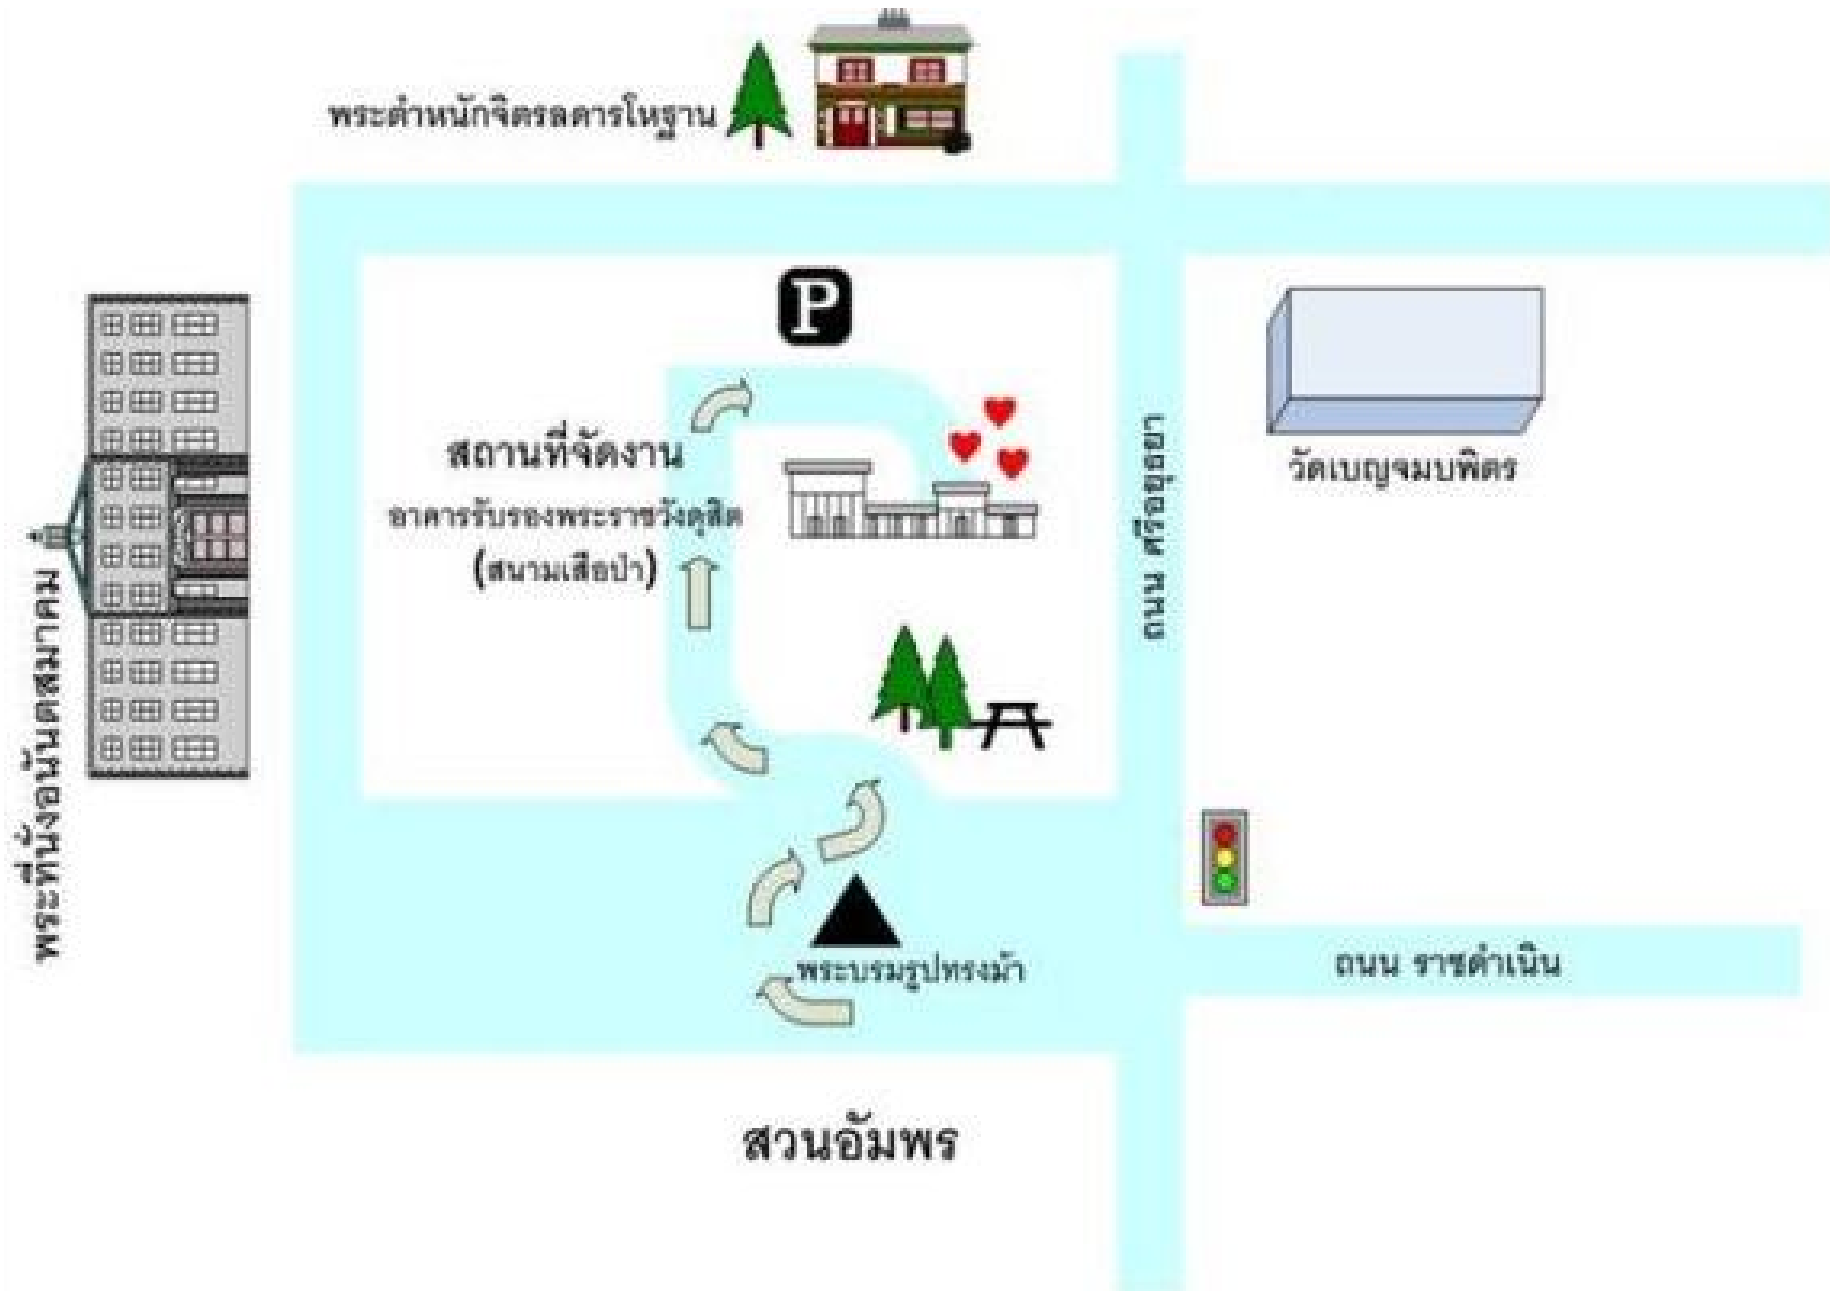 พระตำหนักจิตรลดารโหฐาน
P
สถานที่จัดงาน
อาคารรับรองพระราชวังดุสิต
(สนามเสือป่า)
ถนน ศรีอยุธยา
วัดเบญจมบพิตร
พระที่นั่งอนันตสมาคม
พระบรมรูปทรงม้า
ถนน ราชดำเนิน
สวนอัมพร